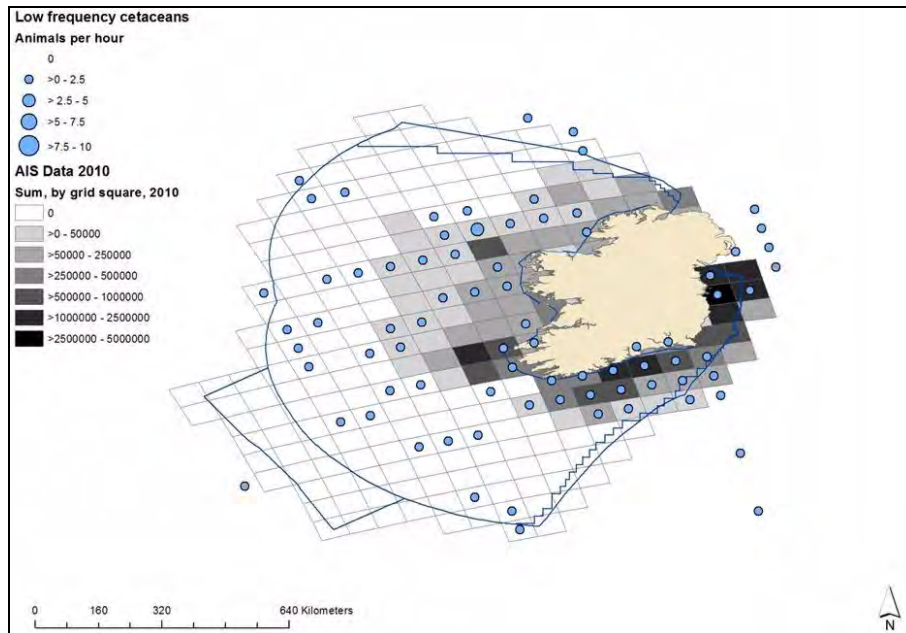 Low frequency cetaceans
Animals per hour
0
>0 - 2.5
> 2.5 - 5
>5 - 7.5
>7.5 - 10
AIS Data 2010
Sum, by grid square, 2010
0
>0 - 50000
>50000 - 250000
>250000 - 500000
>500000 - 1000000
>1000000 - 2500000
>2500000 - 5000000
0 160 320 640 Kilometers
N